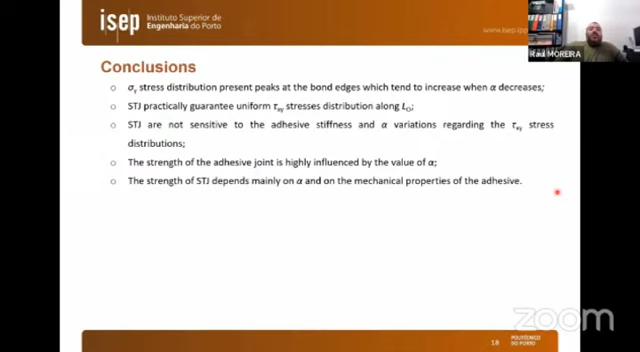 isep Instituto Superior de
Engenharia do Porto
www.isep.ipp
Raul MOREIRA
Conclusions
○ σy stress distribution present peaks at the bond edges which tend to increase when α decreases;
○ STJ practically guarantee uniform τxy stresses distribution along LO;
○ STJ are not sensitive to the adhesive stiffness and α variations regarding the τxy stress
distributions;
○ The strength of the adhesive joint is highly influenced by the value of α;
○ The strength of STJ depends mainly on α and on the mechanical properties of the adhesive.
zoom
18
POLITÉCNICO
DO PORTO